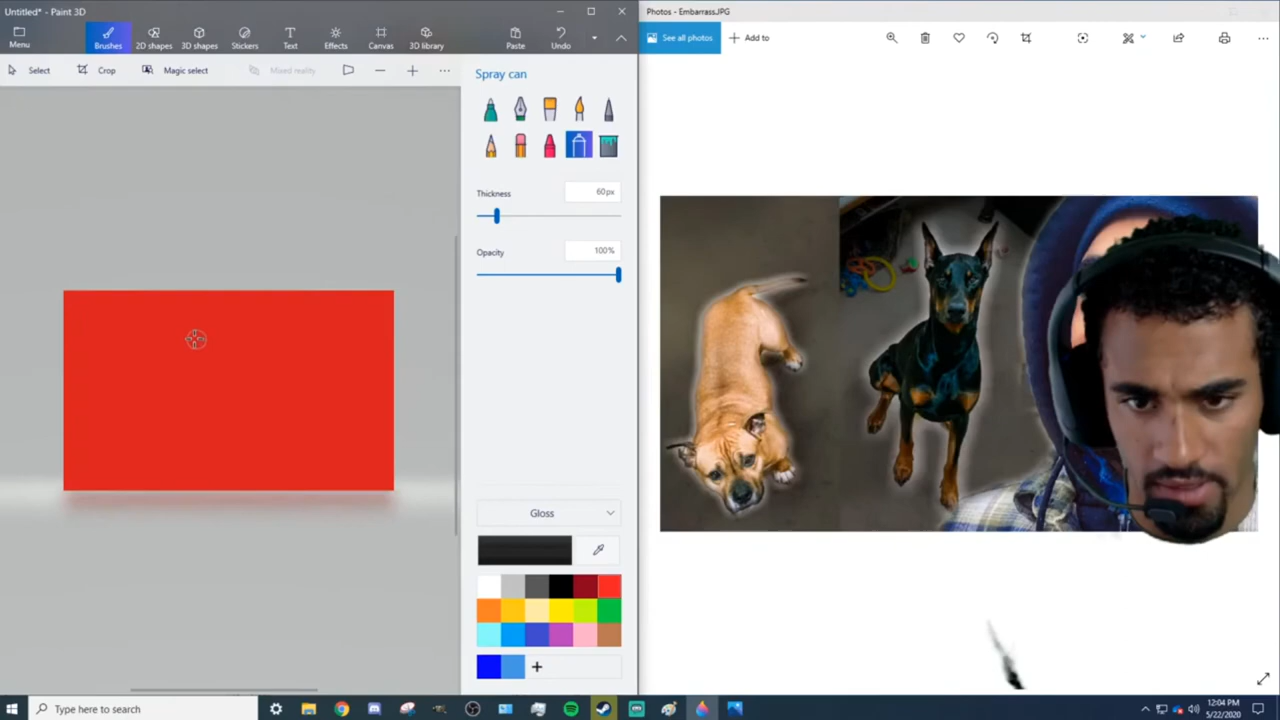 Untitled* - Paint 3D
Menu
Brushes
2D shapes
3D shapes
Stickers
Text
Effects
Canvas
3D library
Paste
Undo
Select
Crop
Magic select
Mixed reality
Spray can
Thickness
60px
Opacity
100%
Gloss
Photos - Embarrass.JPG
See all photos
Add to
Type here to search
12:04 PM
5/22/2020